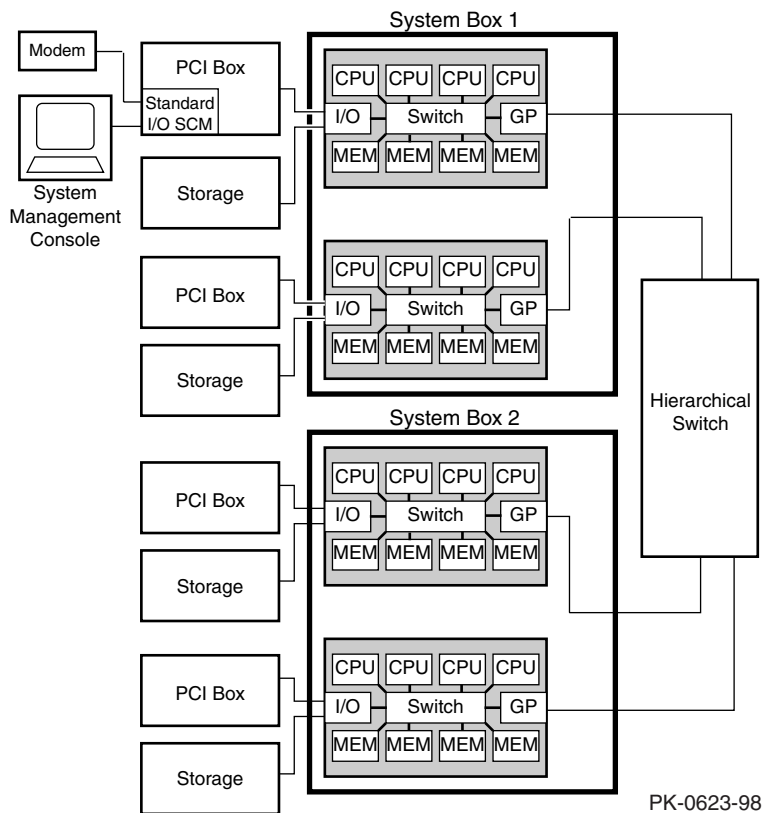 System Box 1
Modem
PCI Box
Standard
I/O SCM
System
Management
Console
Storage
CPU CPU CPU CPU
I/O Switch GP
MEM MEM MEM MEM
PCI Box
Storage
CPU CPU CPU CPU
I/O Switch GP
MEM MEM MEM MEM
Hierarchical
Switch
System Box 2
PCI Box
Storage
CPU CPU CPU CPU
I/O Switch GP
MEM MEM MEM MEM
PCI Box
Storage
CPU CPU CPU CPU
I/O Switch GP
MEM MEM MEM MEM
PK-0623-98